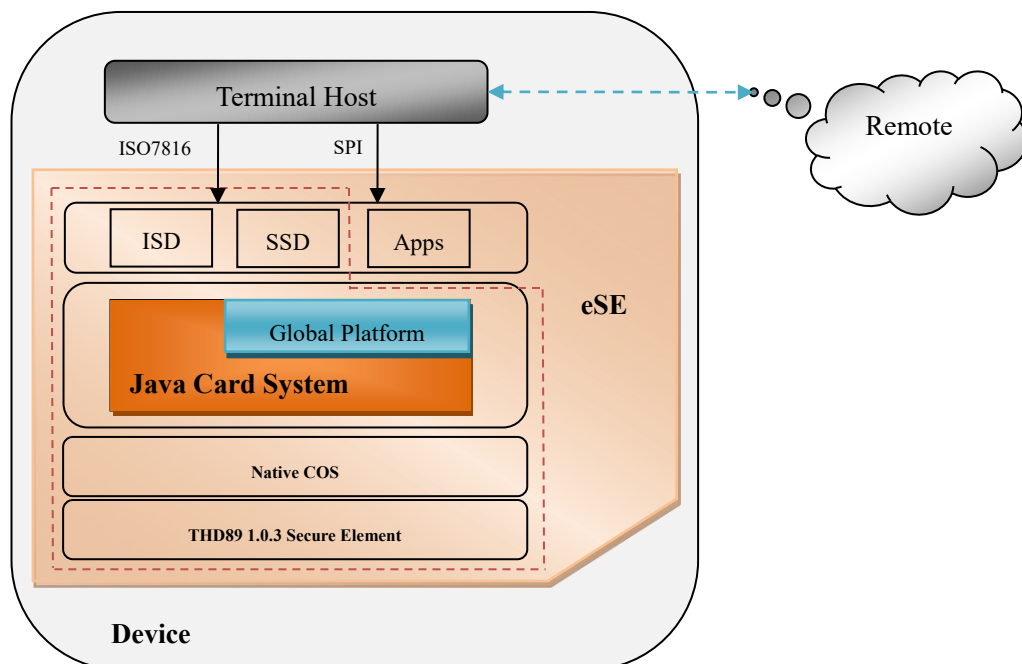 Terminal Host
Remote
ISO7816
SPI
ISD
SSD
Apps
eSE
Global Platform
Java Card System
Native COS
THD89 1.0.3 Secure Element
Device